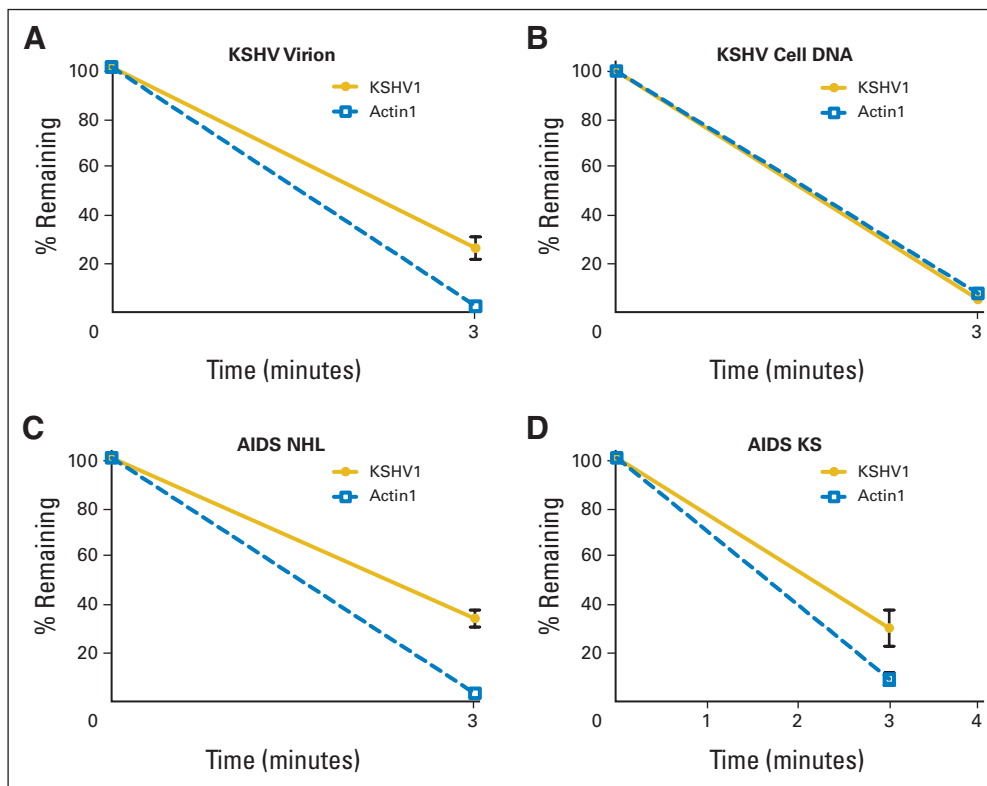 A
KSHV Virion
KSHV1
Actin1
100
80
60
40
20
0
3
% Remaining
Time (minutes)
B
KSHV Cell DNA
KSHV1
Actin1
100
80
60
40
20
0
3
% Remaining
Time (minutes)
C
AIDS NHL
KSHV1
Actin1
100
80
60
40
20
0
3
% Remaining
Time (minutes)
D
AIDS KS
KSHV1
Actin1
100
80
60
40
20
0
1
2
3
4
% Remaining
Time (minutes)